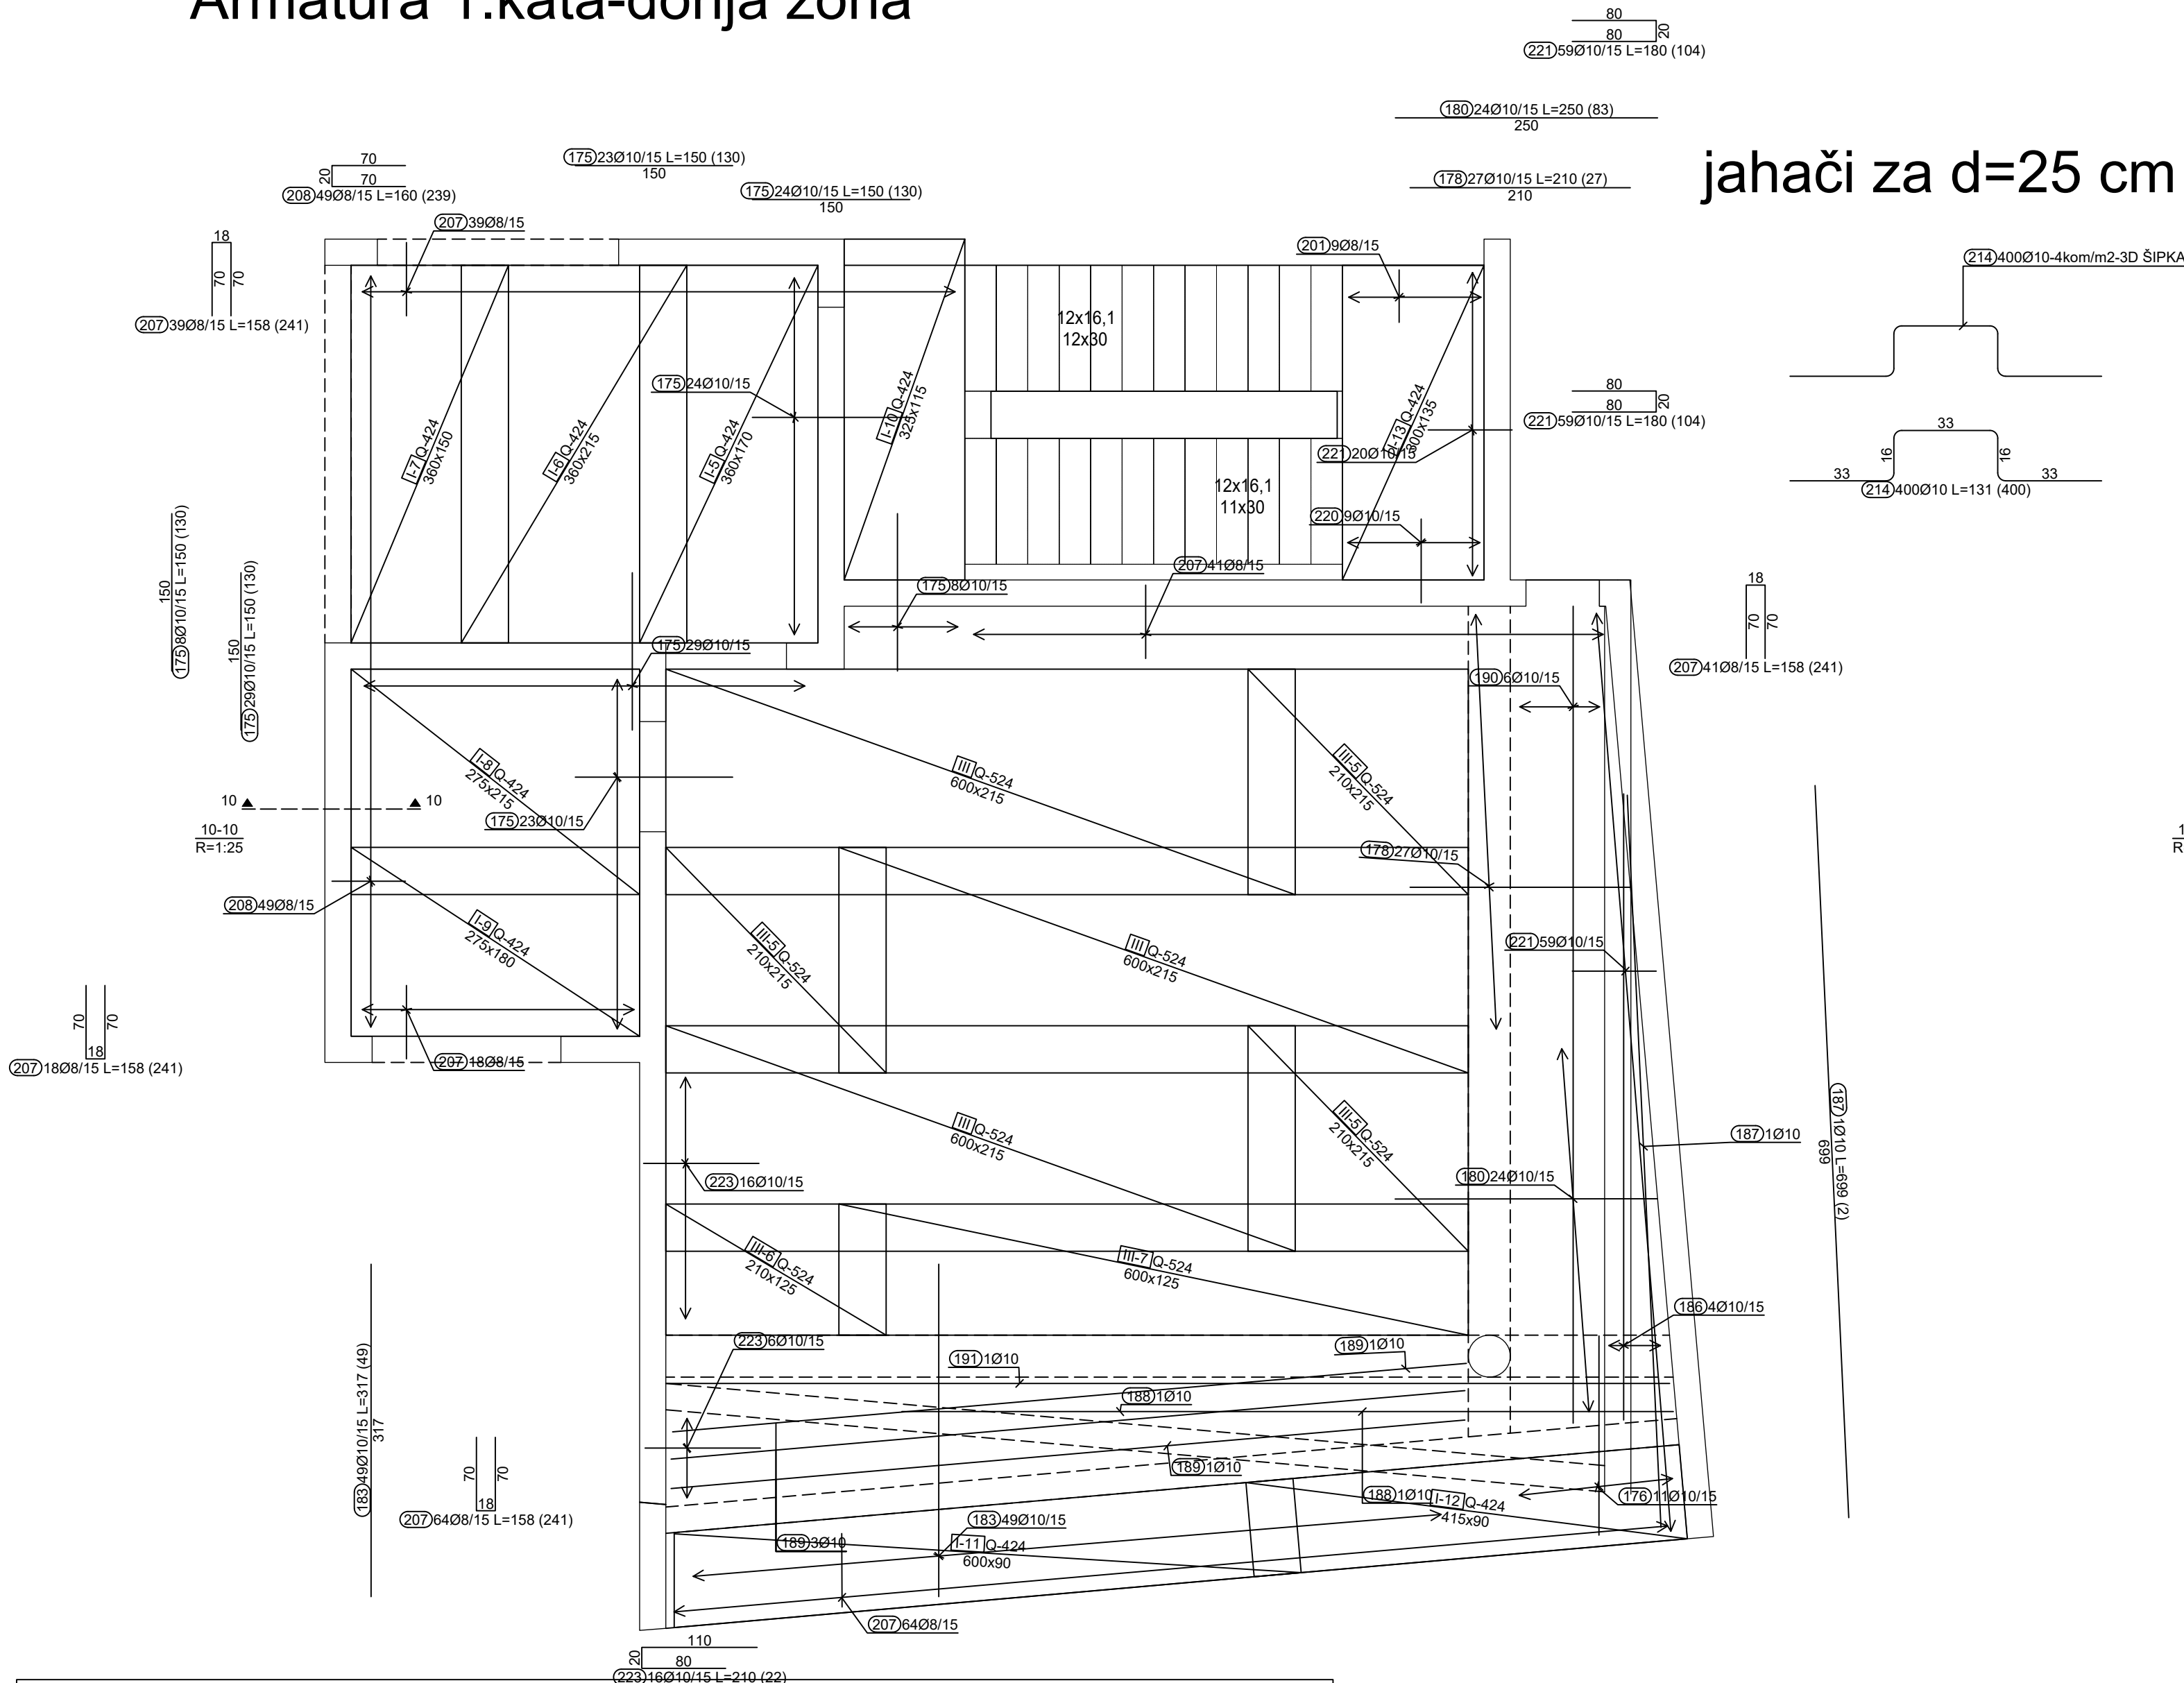 Armatura 1.kata-donja zona
80
80
20
221 59Ø10/15 L=180 (104)
180 24Ø10/15 L=250 (83)
250
178 27Ø10/15 L=210 (27)
210
jahači za d=25 cm
70
20
70
208 49Ø8/15 L=160 (239)
175 23Ø10/15 L=150 (130)
150
175 24Ø10/15 L=150 (130)
150
207 39Ø8/15
18
70
70
207 39Ø8/15 L=158 (241)
201 9Ø8/15
214 400Ø10-4kom/m2-3D ŠIPKA
12x16,1
12x30
175 24Ø10/15
I-7 Q-424
360x150
I-6 Q-424
360x215
I-5 Q-424
360x170
I-10 Q-424
325x115
I-13 Q-424
300x135
221 20Ø10/15
80
80
20
221 59Ø10/15 L=180 (104)
33
16
16
33
33
214 400Ø10 L=131 (400)
12x16,1
11x30
220 9Ø10/15
207 41Ø8/15
175 8Ø10/15
150
175 8Ø10/15 L=150 (130)
150
175 29Ø10/15 L=150 (130)
175 29Ø10/15
18
70
70
207 41Ø8/15 L=158 (241)
190 6Ø10/15
I-8 Q-424
275x215
III Q-524
600x215
III-5 Q-524
210x215
10
10
10-10
R=1:25
1
R
175 23Ø10/15
178 27Ø10/15
208 49Ø8/15
I-9 Q-424
275x180
III-5 Q-524
210x215
III Q-524
600x215
221 59Ø10/15
70
70
18
207 18Ø8/15 L=158 (241)
207 18Ø8/15
III Q-524
600x215
III-5 Q-524
210x215
187 1Ø10
187 1Ø10 L=699 (2)
699
223 16Ø10/15
180 24Ø10/15
III-6 Q-524
210x125
III-7 Q-524
600x125
186 4Ø10/15
223 6Ø10/15
191 1Ø10
189 1Ø10
188 1Ø10
183 49Ø10/15 L=317 (49)
317
70
70
18
207 64Ø8/15 L=158 (241)
189 1Ø10
188 1Ø10
I-12 Q-424
415x90
176 11Ø10/15
183 49Ø10/15
189 3Ø10
I-11 Q-424
600x90
207 64Ø8/15
110
20
80
223 16Ø10/15 L=210 (22)